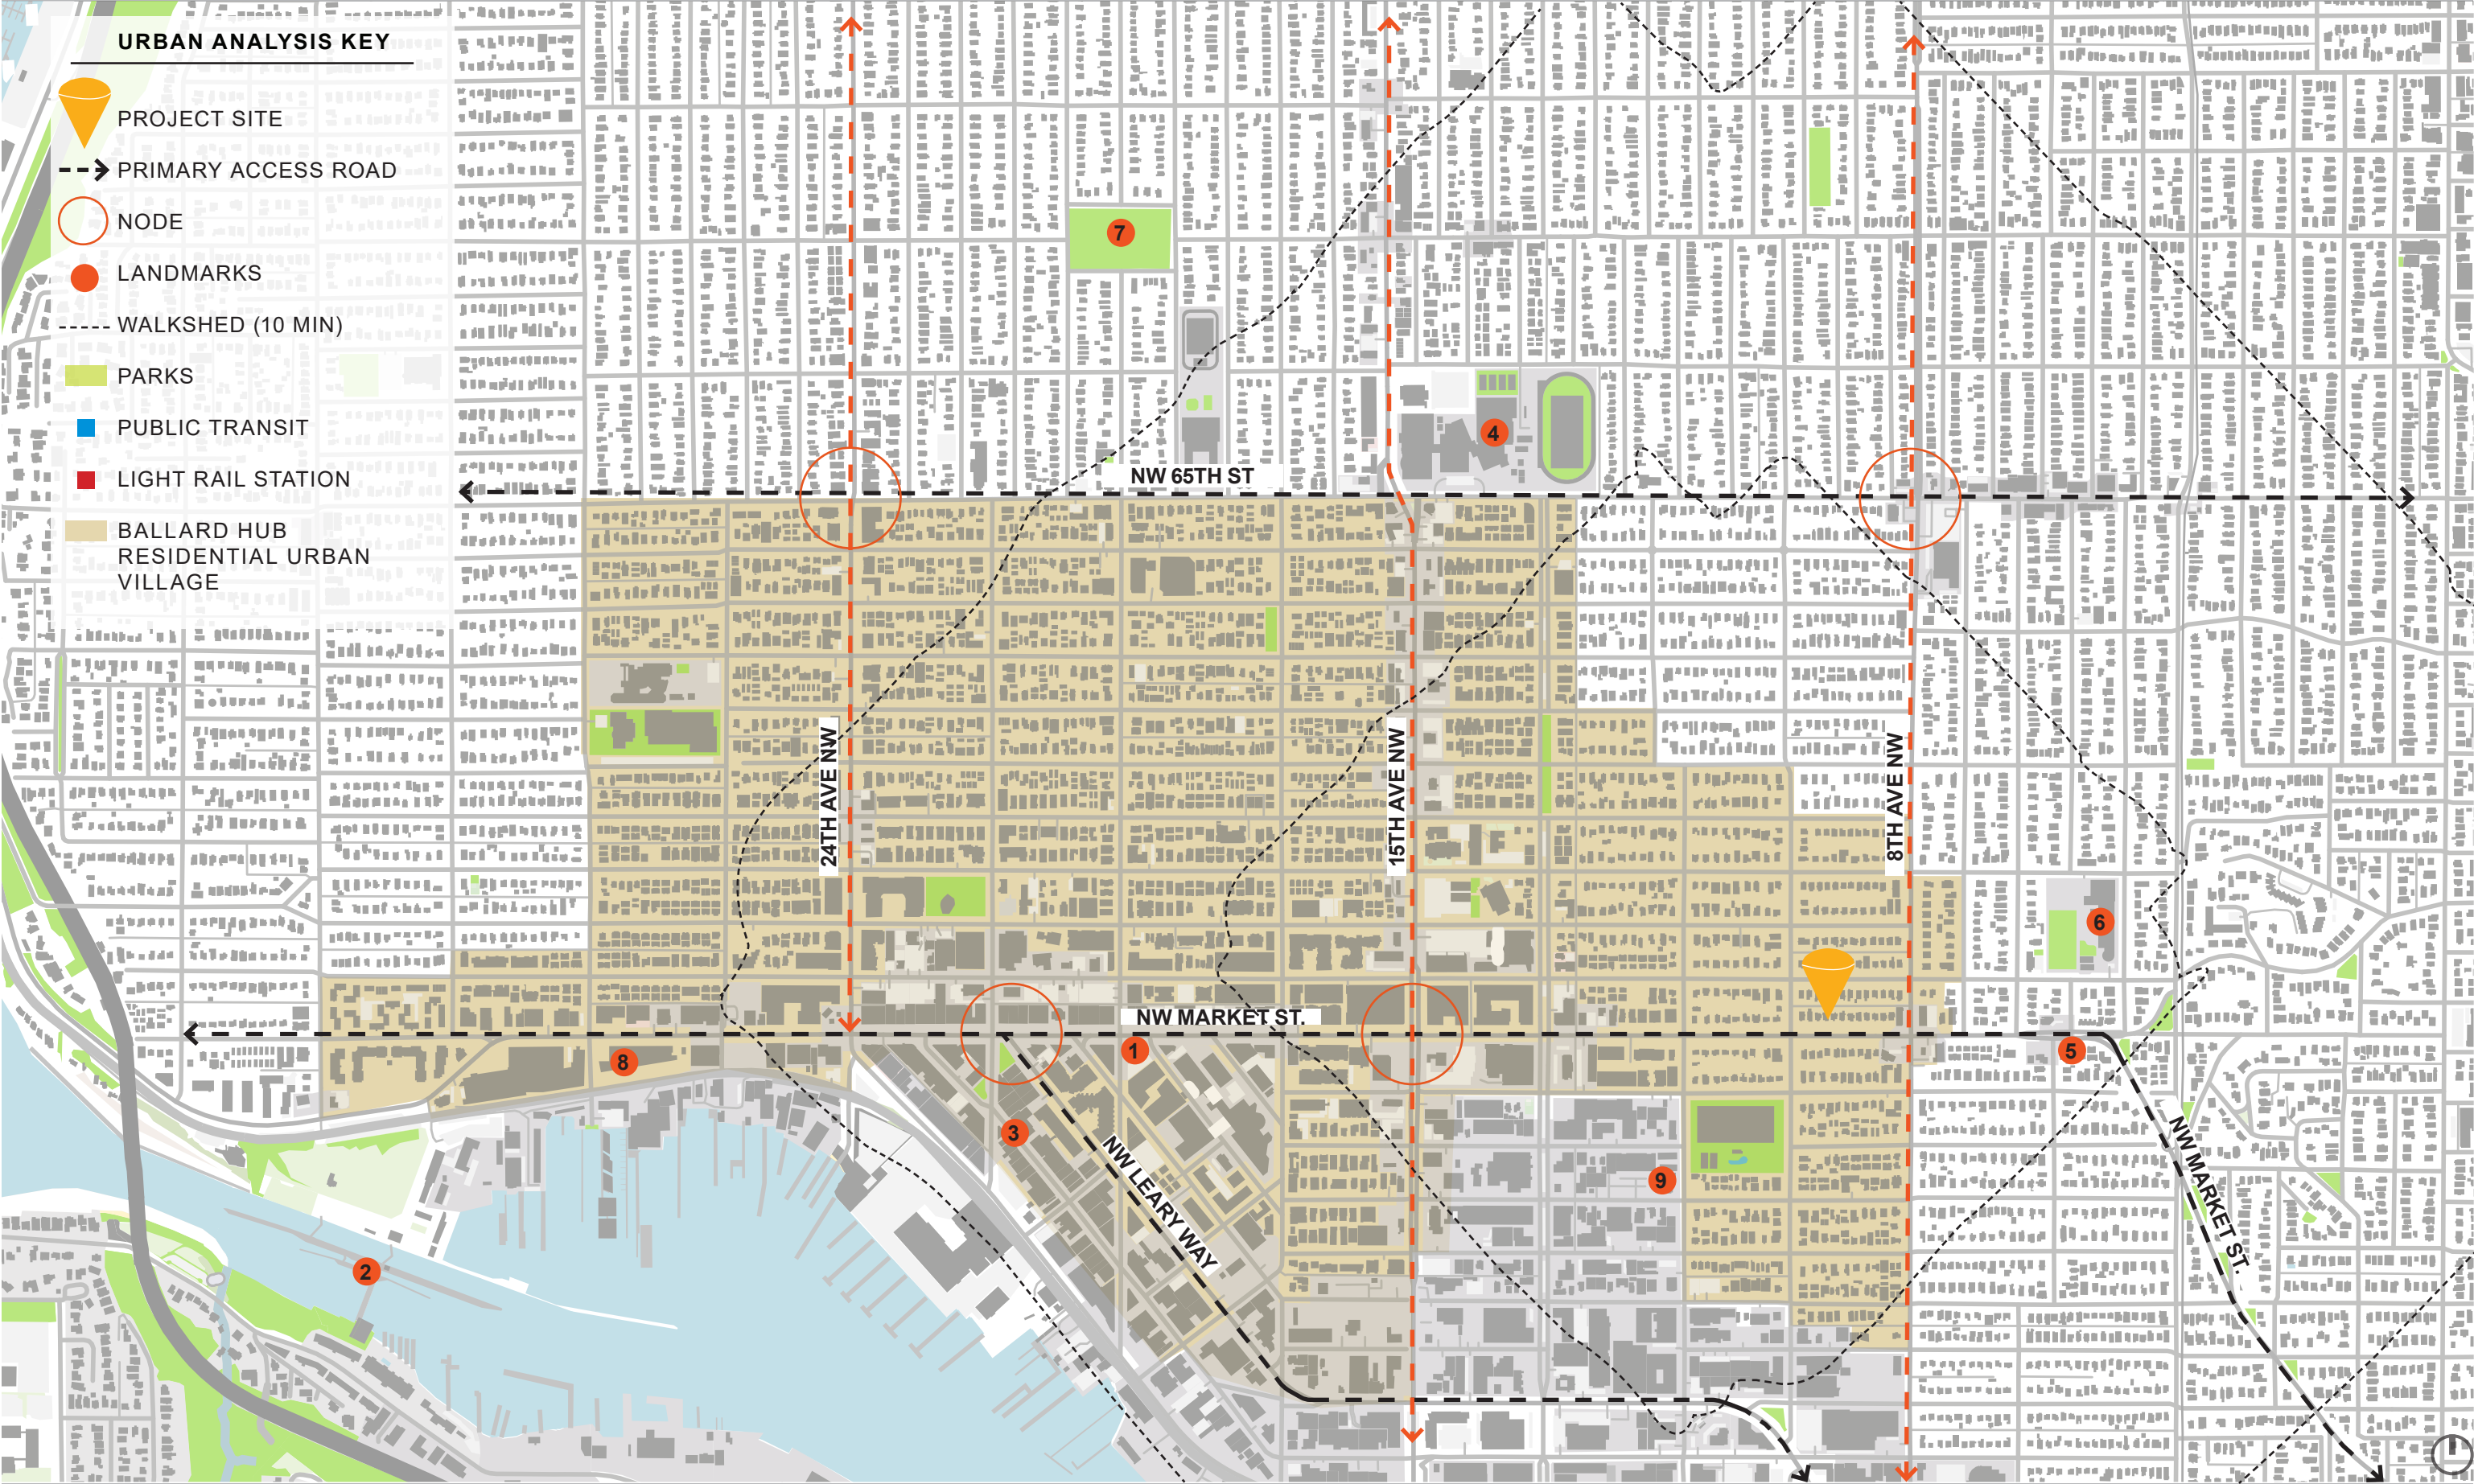 URBAN ANALYSIS KEY
PROJECT SITE
PRIMARY ACCESS ROAD
NODE
LANDMARKS
WALKSHED (10 MIN)
PARKS
PUBLIC TRANSIT
LIGHT RAIL STATION
BALLARD HUB
RESIDENTIAL URBAN
VILLAGE
7
4
NW 65TH ST
24TH AVE NW
15TH AVE NW
8TH AVE NW
6
NW MARKET ST.
8
1
5
3
NW LEARY WAY
9
NW MARKET ST.
2